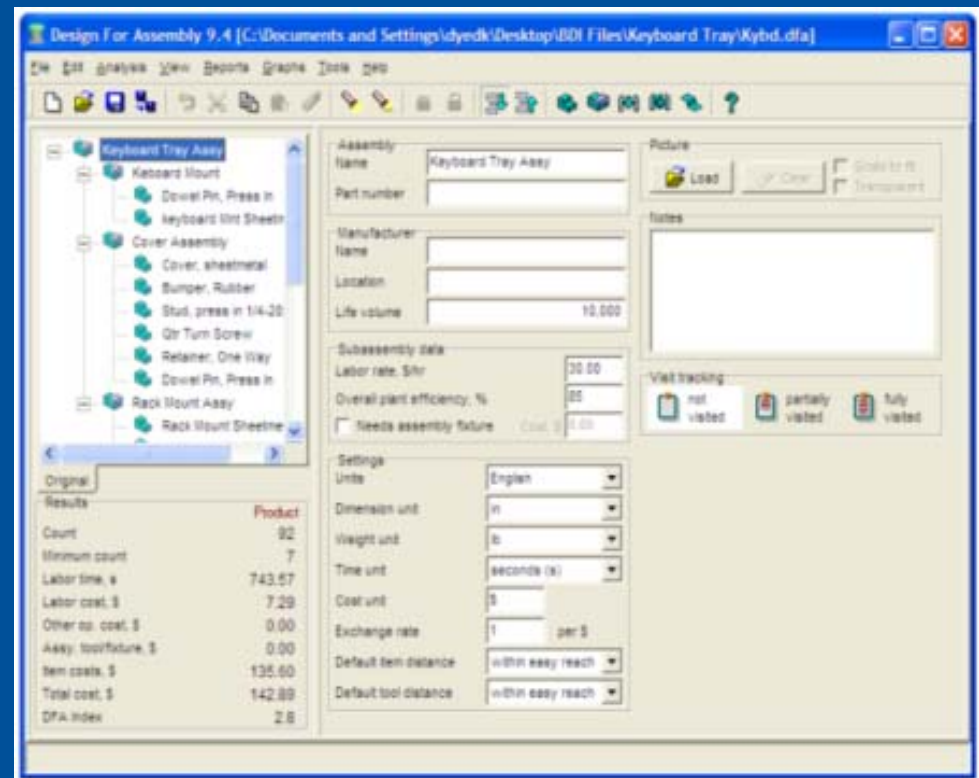 Design For Assembly 9.4 [C:\Documents and Settings\dyedk\Desktop\BDI Files\Keyboard Tray\Kybd.dfa]
File Edit Analysis View Reports Graphs Tools Help
Keyboard Tray Assy
Keboard Mount
Dowel Pin, Press In
keyboard Mnt Sheetn
Cover Assembly
Cover, sheetmetal
Bumper, Rubber
Stud, press in 1/4-20
Qtr Turn Screw
Retainer, One Way
Dowel Pin, Press In
Rack Mount Assy
Rack Mount Sheetme
Original
Results
Product
Count 92
Minimum count 7
Labor time, s 743.57
Labor cost, $ 7.29
Other op. cost, $ 0.00
Assy. tool/fixture, $ 0.00
Item costs, $ 135.60
Total cost, $ 142.89
DFA Index 2.8
Assembly
Name Keyboard Tray Assy
Part number
Manufacturer
Name
Location
Life volume 10,000
Subassembly data
Labor rate, $/hr 30.00
Overall plant efficiency, % 85
Needs assembly fixture Cost, $ 0.00
Settings
Units English
Dimension unit in
Weight unit lb
Time unit seconds (s)
Cost unit $
Exchange rate 1 per $
Default item distance within easy reach
Default tool distance within easy reach
Picture
Load Clear Scale to fit
Transparent
Notes
Visit tracking
not visited partially visited fully visited